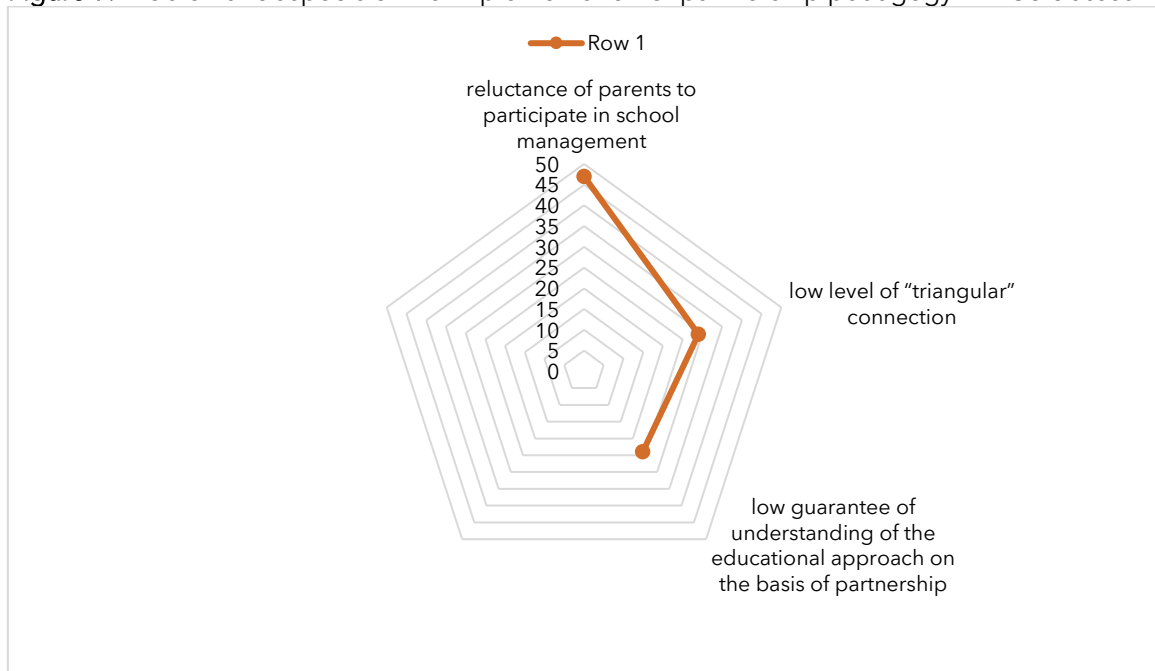 Row 1
reluctance of parents to
participate in school
management
50
45
40
35
30
25
20
15
10
5
0
low level of “triangular”
connection
low guarantee of
understanding of the
educational approach on
the basis of partnership